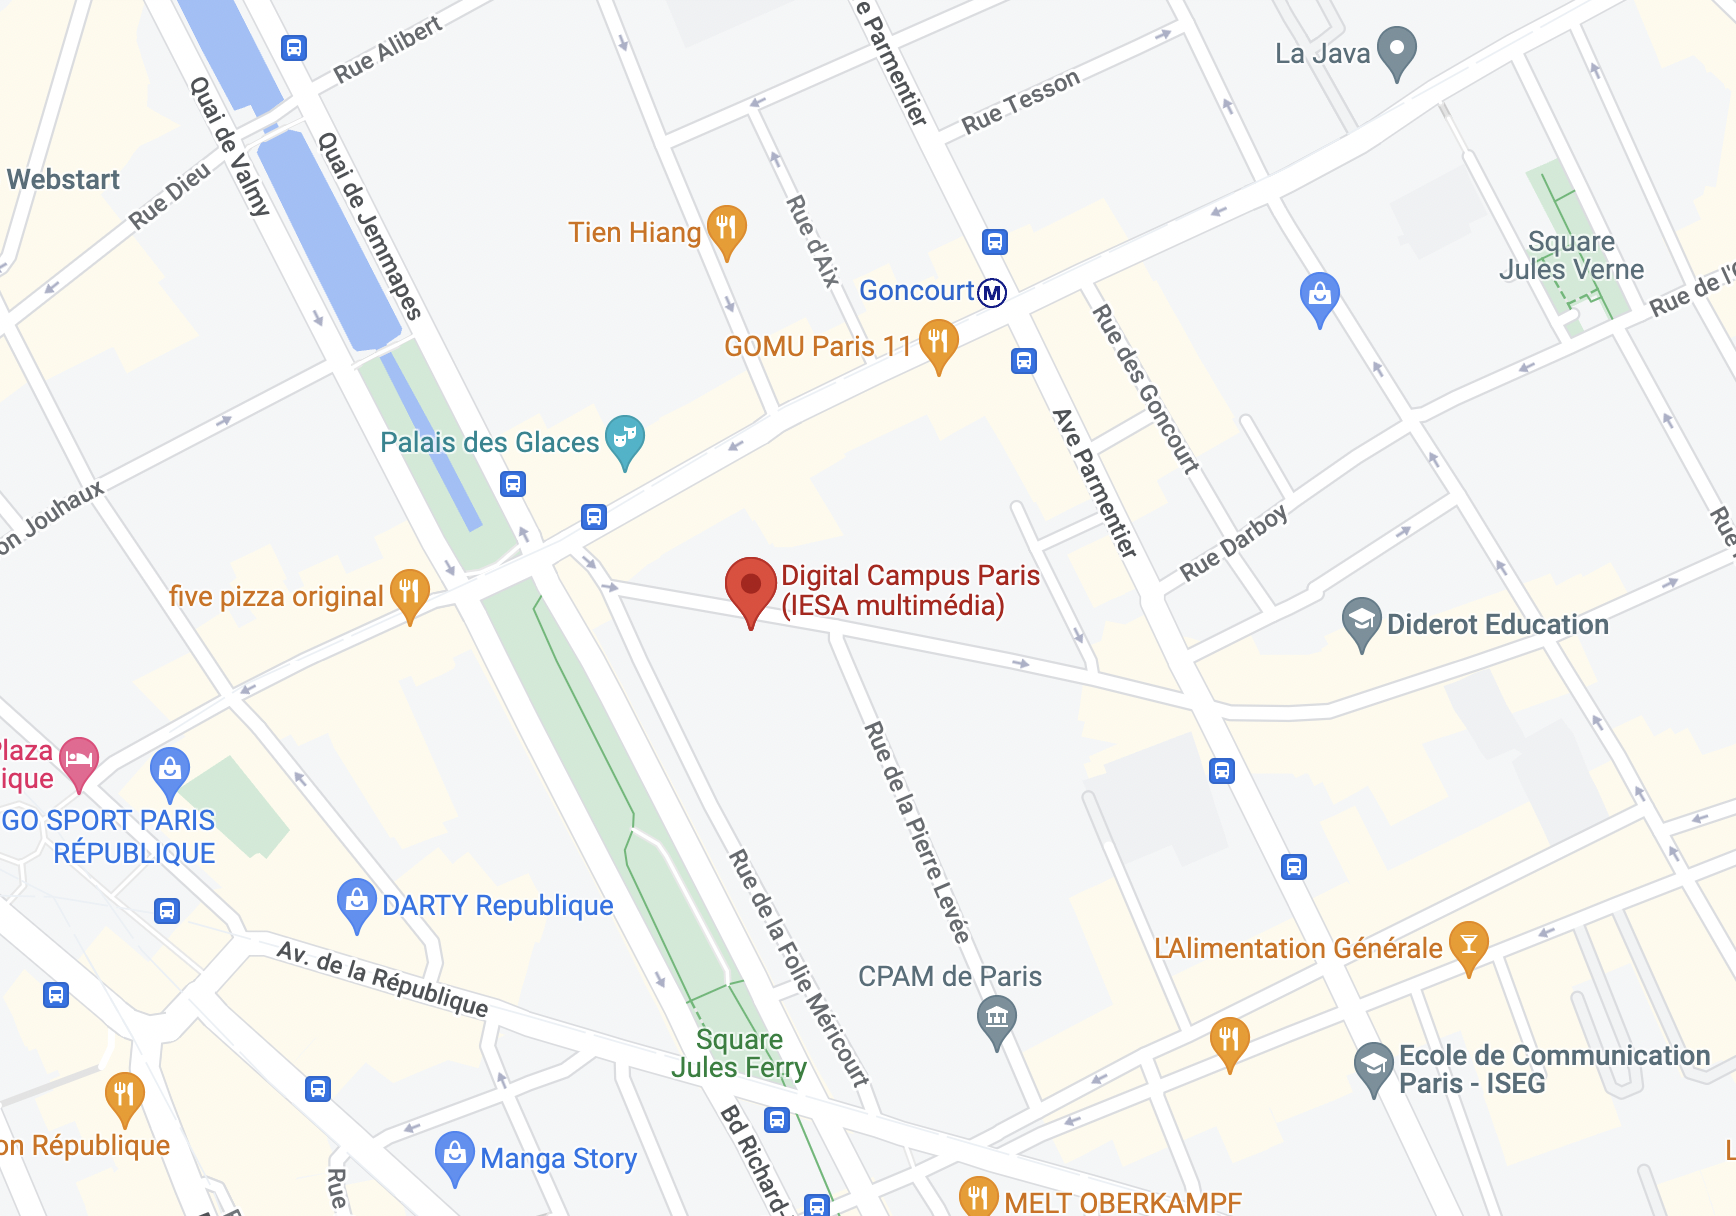 Rue Alibert
e Parmentier
La Java
Quai de Valmy
Quai de Jemmapes
Rue Tesson
Webstart
Rue Dieu
Tien Hiang
Rue d'Aix
Square
Jules Verne
Goncourt
M
Rue de l'
GOMU Paris 11
Rue des Goncourt
Palais des Glaces
Ave Parmentier
on Jouhaux
Rue Darboy
Rue
five pizza original
Digital Campus Paris
(IESA multimédia)
Diderot Education
Plaza
ique
GO SPORT PARIS
RÉPUBLIQUE
Rue de la Pierre Levée
Rue de la Folie Méricourt
DARTY Republique
Av. de la République
L'Alimentation Générale
CPAM de Paris
Square
Jules Ferry
Ecole de Communication
Paris - ISEG
on République
Manga Story
Rue
Bd Richard-
MELT OBERKAMPF
L